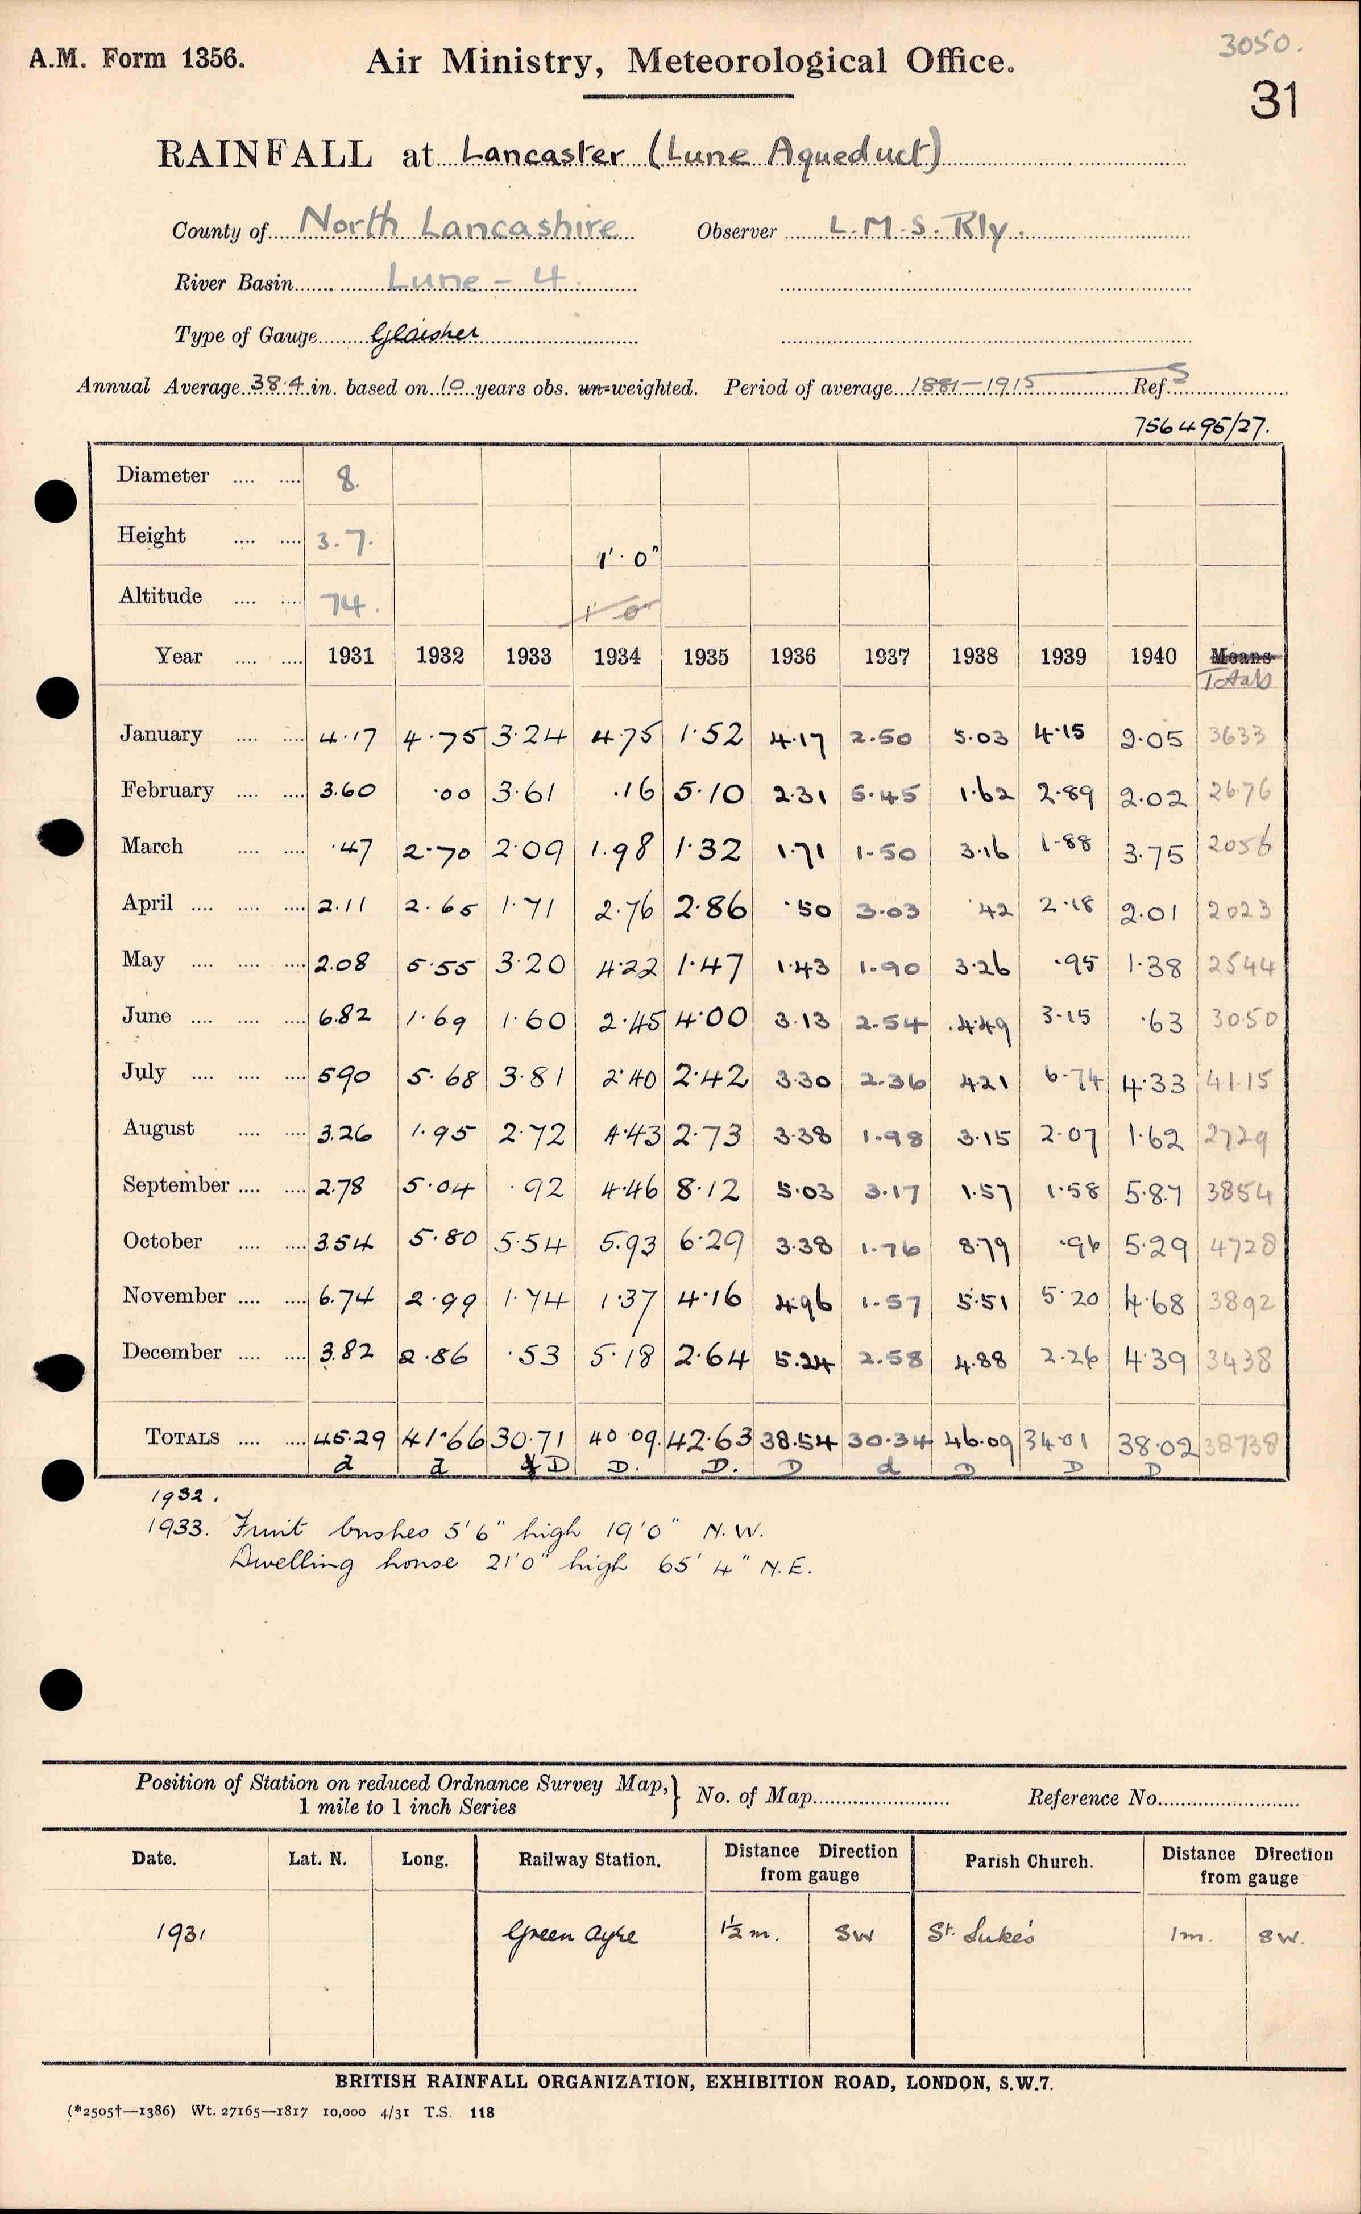 3050.
A.M. Form 1356. Air Ministry, Meteorological Office.
31
RAINFALL at Lancaster (Lune Aqueduct)
County of North Lancashire Observer L.M.S. Rly.
River Basin Lune - 4
Type of Gauge Glaisher
Annual Average 38.4 in. based on 10 years obs. un-weighted. Period of average 1881-1915 Ref. S
756495/27.
Diameter 8
Height 3.7. 1'·0"
Altitude 74. 1 0
Year 1931 1932 1933 1934 1935 1936 1937 1938 1939 1940 Means
Totals
January 4.17 4.75 3.24 4.75 1.52 4.17 2.50 5.03 4.15 2.05 3633
February 3.60 .00 3.61 .16 5.10 2.31 5.45 1.62 2.89 2.02 2676
March .47 2.70 2.09 1.98 1.32 1.71 1.50 3.16 1.88 3.75 2056
April 2.11 2.65 1.71 2.76 2.86 .50 3.03 .42 2.18 2.01 2023
May 2.08 5.55 3.20 4.22 1.47 1.43 1.90 3.26 .95 1.38 2544
June 6.82 1.69 1.60 2.45 4.00 3.13 2.54 4.49 3.15 .63 3050
July 5.90 5.68 3.81 2.40 2.42 3.30 2.36 4.21 6.74 4.33 41.15
August 3.26 1.95 2.72 4.43 2.73 3.38 1.98 3.15 2.07 1.62 2729
September 2.78 5.04 .92 4.46 8.12 5.03 3.17 1.57 1.58 5.87 3854
October 3.54 5.80 5.54 5.93 6.29 3.38 1.76 8.79 .96 5.29 4728
November 6.74 2.99 1.74 1.37 4.16 4.96 1.57 5.51 5.20 4.68 3892
December 3.82 2.86 .53 5.18 2.64 5.24 2.58 4.88 2.26 4.39 3438
TOTALS 45.29 41.66 30.71 40.09. 42.63 38.54 30.34 46.09 34.01 38.02 38738
d d D D. D. D d D D D
1932.
1933. Fruit bushes 5'6" high 19'0" N.W.
Dwelling house 21'0" high 65'4" N.E.
Position of Station on reduced Ordnance Survey Map, } No. of Map Reference No.
1 mile to 1 inch Series
Date. Lat. N. Long. Railway Station. Distance Direction from gauge Parish Church. Distance Direction from gauge
1931 Green Ayre 1½ m. SW St. Luke's 1m. SW.
BRITISH RAINFALL ORGANIZATION, EXHIBITION ROAD, LONDON, S.W.7.
(*2505†—1386) Wt. 27165—1817 10,000 4/31 T.S. 118